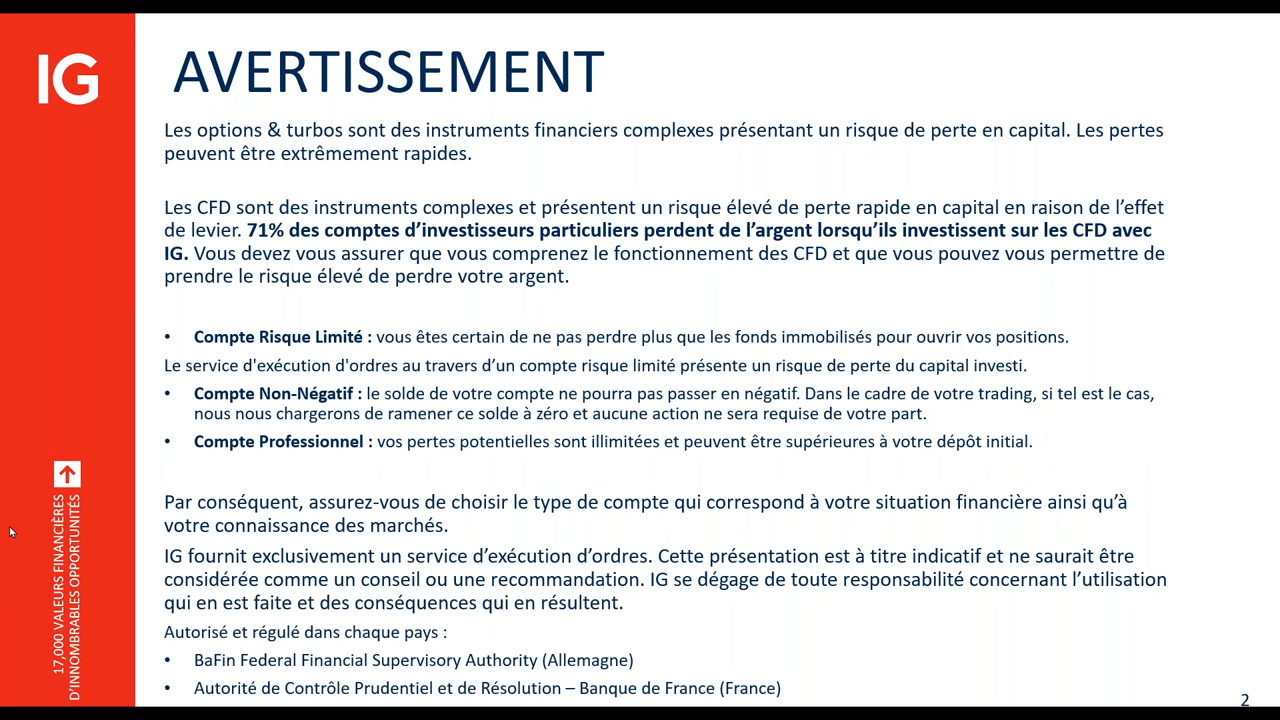 IG
AVERTISSEMENT
Les options & turbos sont des instruments financiers complexes présentant un risque de perte en capital. Les pertes
peuvent être extrêmement rapides.
Les CFD sont des instruments complexes et présentent un risque élevé de perte rapide en capital en raison de l’effet
de levier. 71% des comptes d’investisseurs particuliers perdent de l’argent lorsqu’ils investissent sur les CFD avec
IG. Vous devez vous assurer que vous comprenez le fonctionnement des CFD et que vous pouvez vous permettre de
prendre le risque élevé de perdre votre argent.
• Compte Risque Limité : vous êtes certain de ne pas perdre plus que les fonds immobilisés pour ouvrir vos positions.
Le service d'exécution d'ordres au travers d’un compte risque limité présente un risque de perte du capital investi.
• Compte Non-Négatif : le solde de votre compte ne pourra pas passer en négatif. Dans le cadre de votre trading, si tel est le cas,
nous nous chargerons de ramener ce solde à zéro et aucune action ne sera requise de votre part.
• Compte Professionnel : vos pertes potentielles sont illimitées et peuvent être supérieures à votre dépôt initial.
Par conséquent, assurez-vous de choisir le type de compte qui correspond à votre situation financière ainsi qu’à
votre connaissance des marchés.
IG fournit exclusivement un service d’exécution d’ordres. Cette présentation est à titre indicatif et ne saurait être
considérée comme un conseil ou une recommandation. IG se dégage de toute responsabilité concernant l’utilisation
qui en est faite et des conséquences qui en résultent.
Autorisé et régulé dans chaque pays :
• BaFin Federal Financial Supervisory Authority (Allemagne)
• Autorité de Contrôle Prudentiel et de Résolution – Banque de France (France)
17,000 VALEURS FINANCIÈRES
D’INNOMBRABLES OPPORTUNITÉS
2